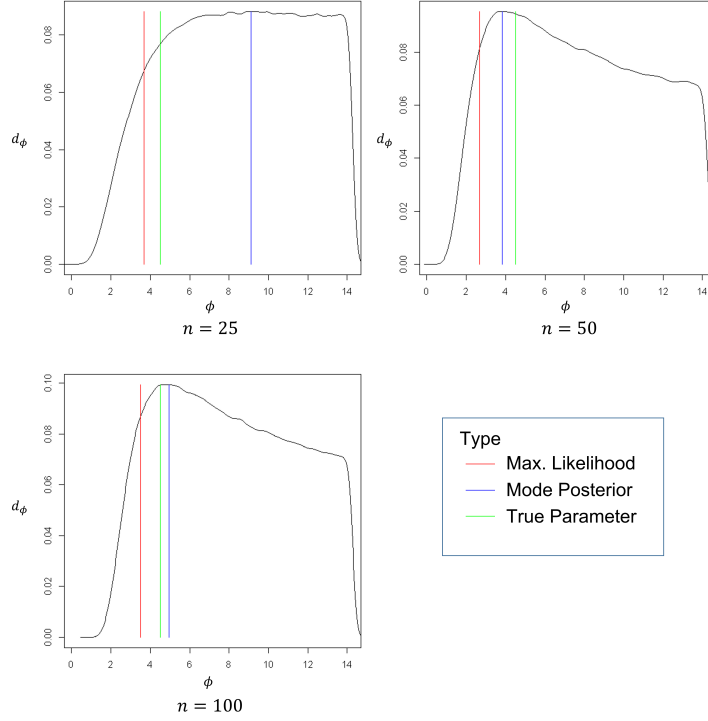 0.00 0.02 0.04 0.06 0.08
d_ϕ
0 2 4 6 8 10 12 14
ϕ
n = 25
0.00 0.02 0.04 0.06 0.08
d_ϕ
0 2 4 6 8 10 12 14
ϕ
n = 50
0.00 0.02 0.04 0.06 0.08 0.10
d_ϕ
0 2 4 6 8 10 12 14
ϕ
n = 100
Type
Max. Likelihood
Mode Posterior
True Parameter